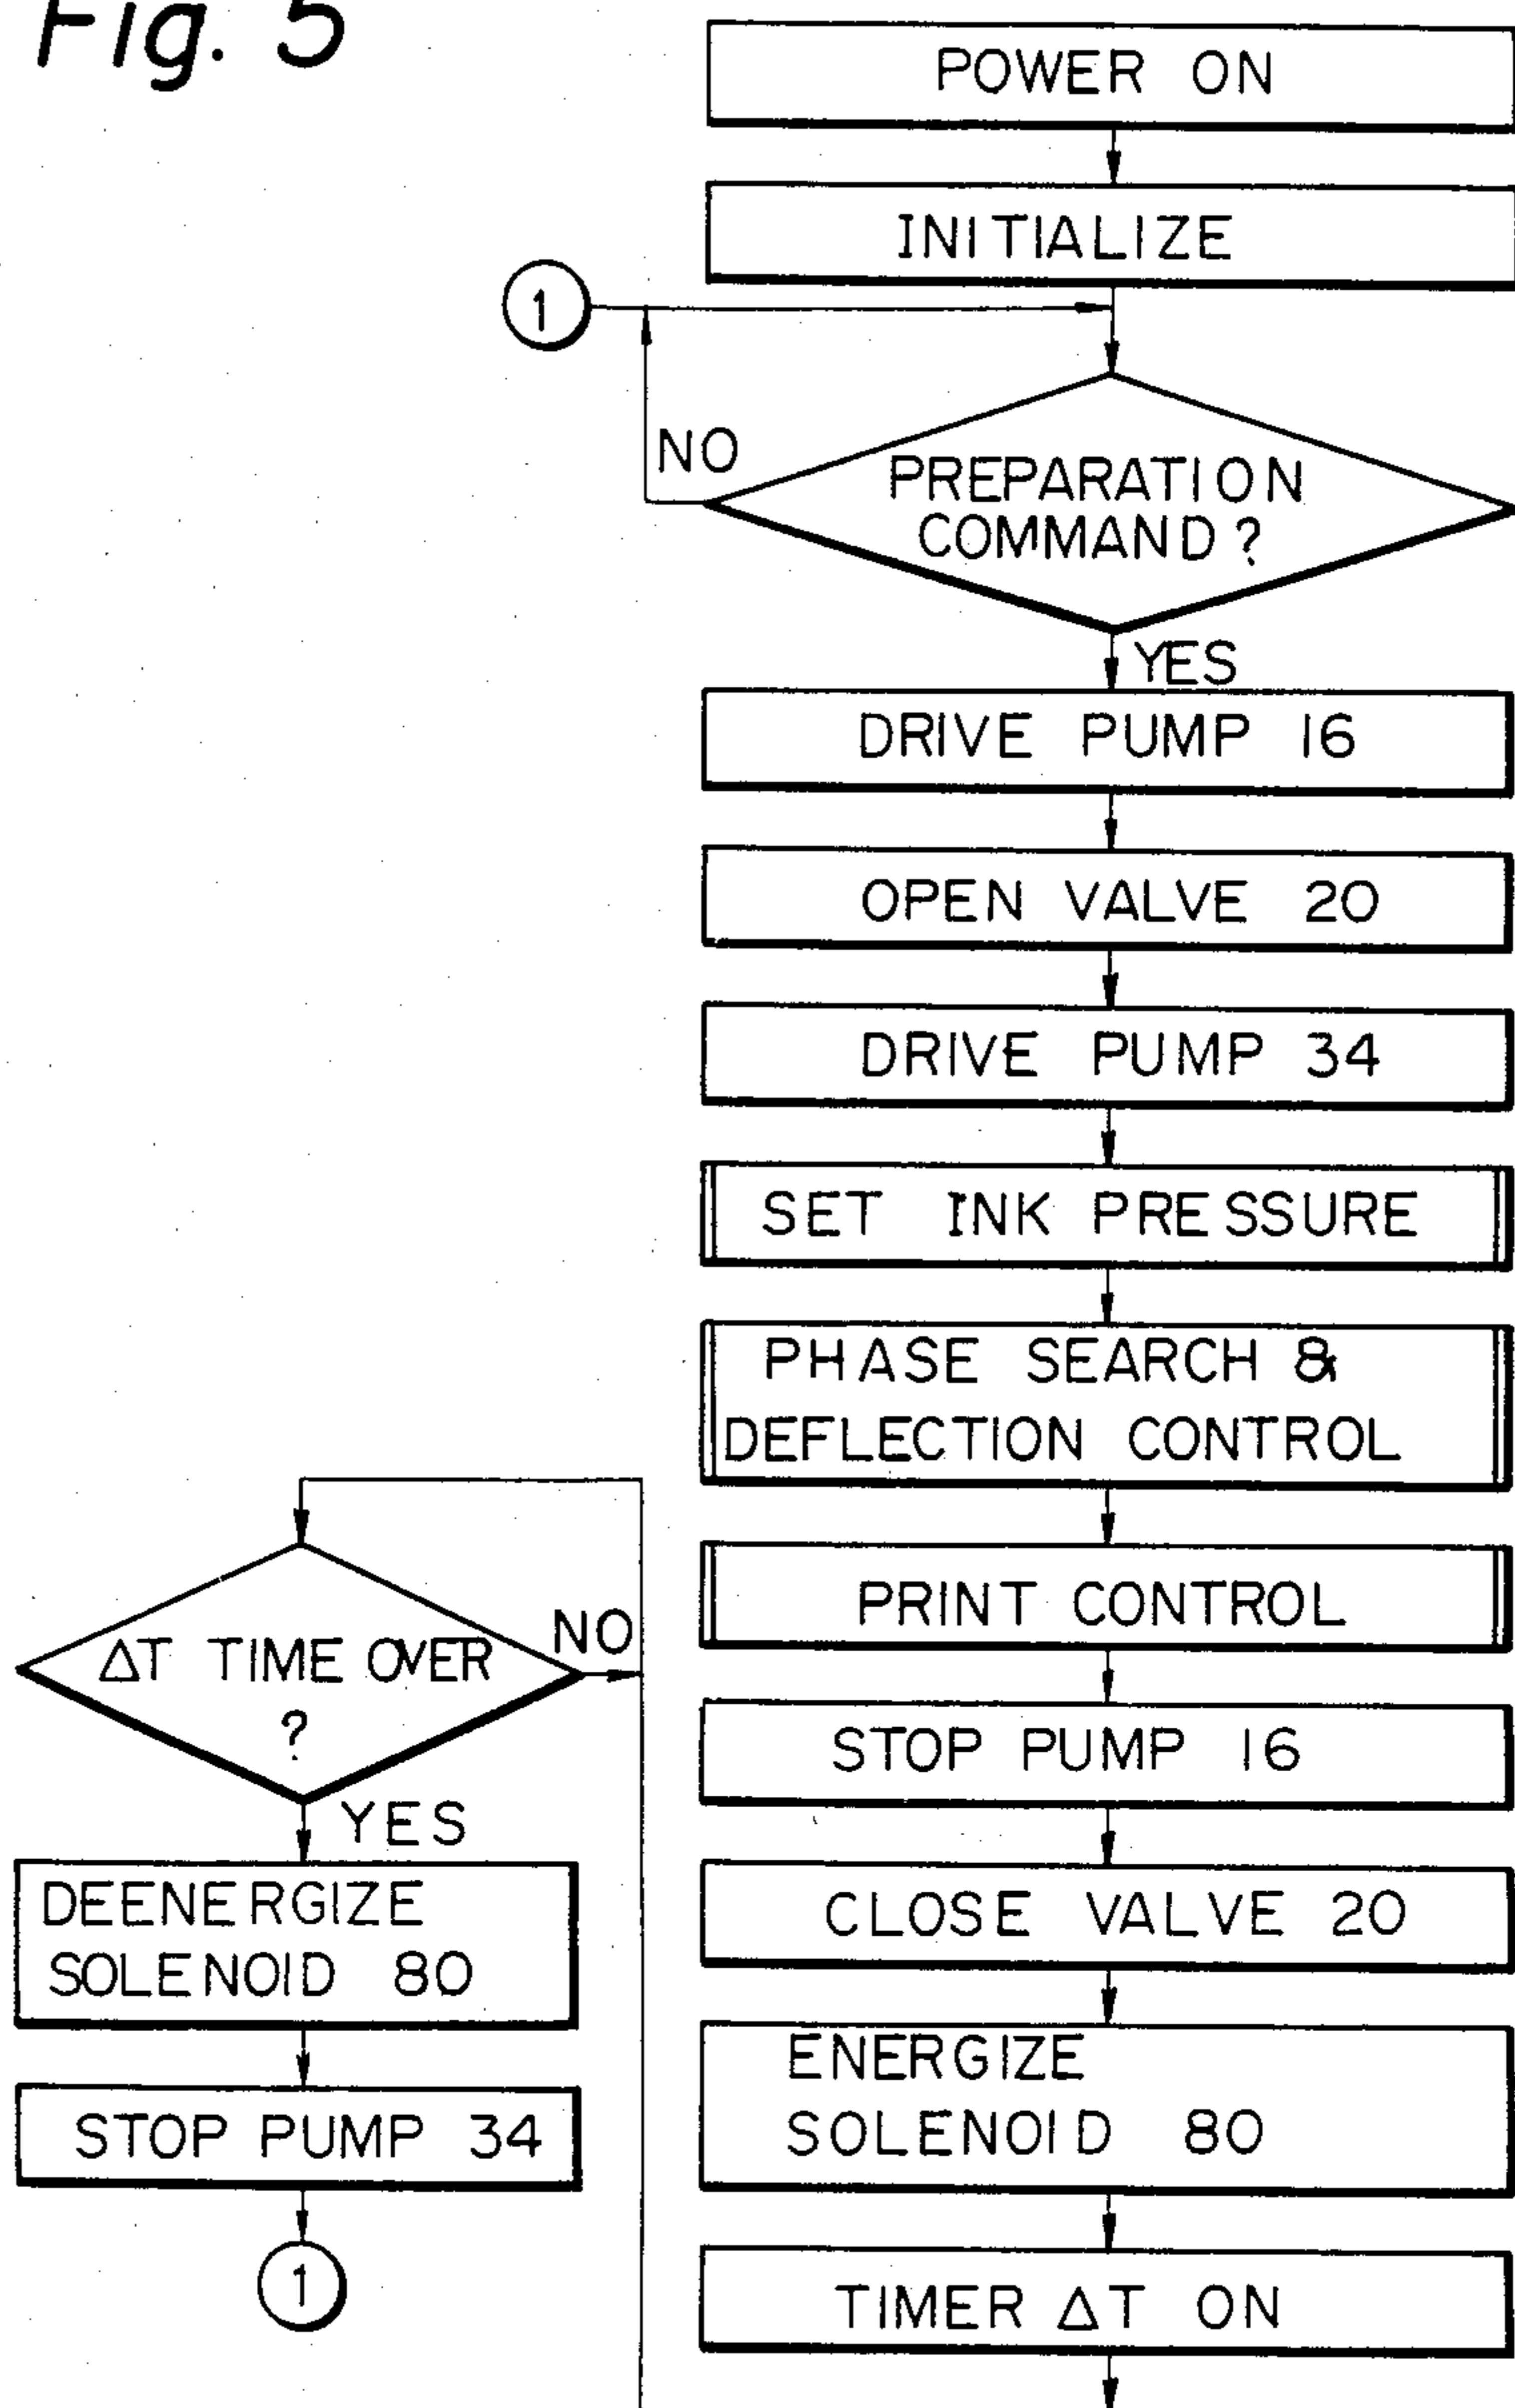 Fig. 5
POWER ON
INITIALIZE
1
NO
PREPARATION
COMMAND ?
YES
DRIVE PUMP 16
OPEN VALVE 20
DRIVE PUMP 34
SET INK PRESSURE
PHASE SEARCH &
DEFLECTION CONTROL
PRINT CONTROL
STOP PUMP 16
CLOSE VALVE 20
ENERGIZE
SOLENOID 80
TIMER ΔT ON
ΔT TIME OVER
?
NO
YES
DEENERGIZE
SOLENOID 80
STOP PUMP 34
1